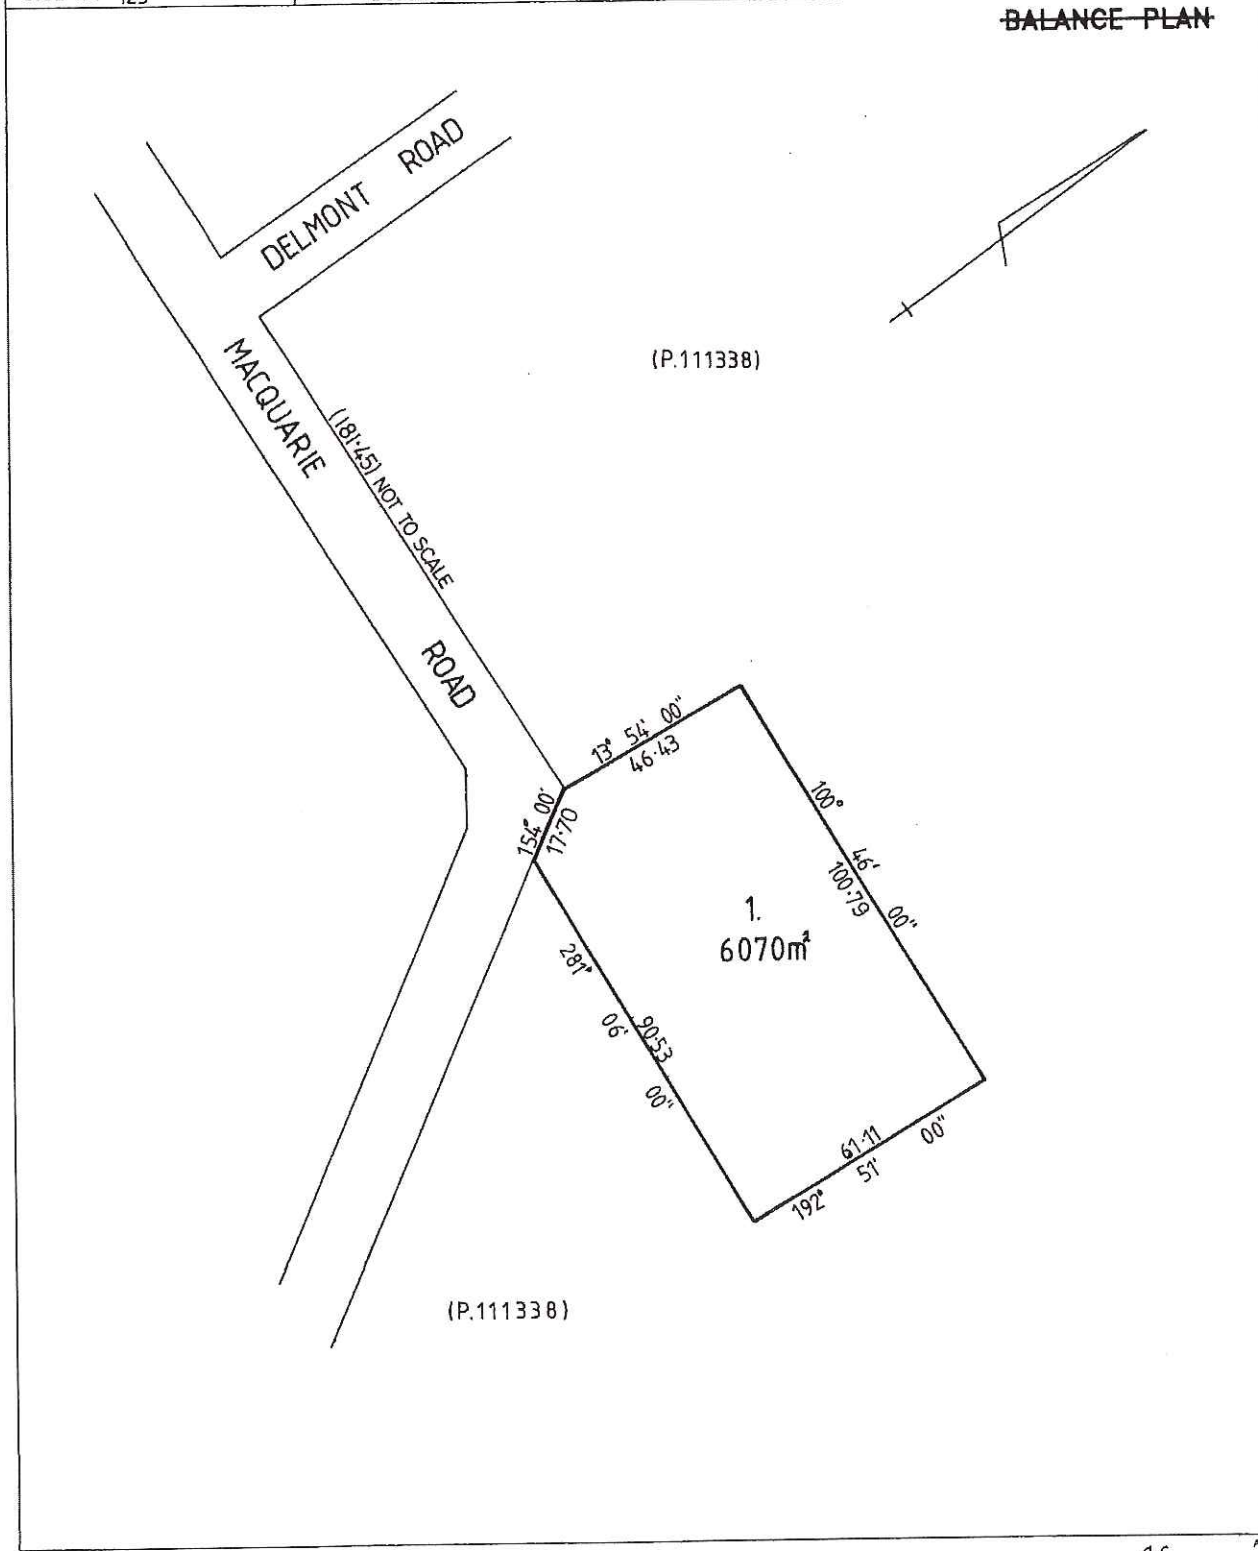 BALANCE PLAN
DELMONT ROAD
MACQUARIE ROAD
(P.111338)
(181·45) NOT TO SCALE
13° 54' 00"
46·43
154° 00'
17·70
100° 46' 00"
100·79
1.
6070m²
281° 06' 00"
90·53
61·11
192° 51' 00"
(P.111338)